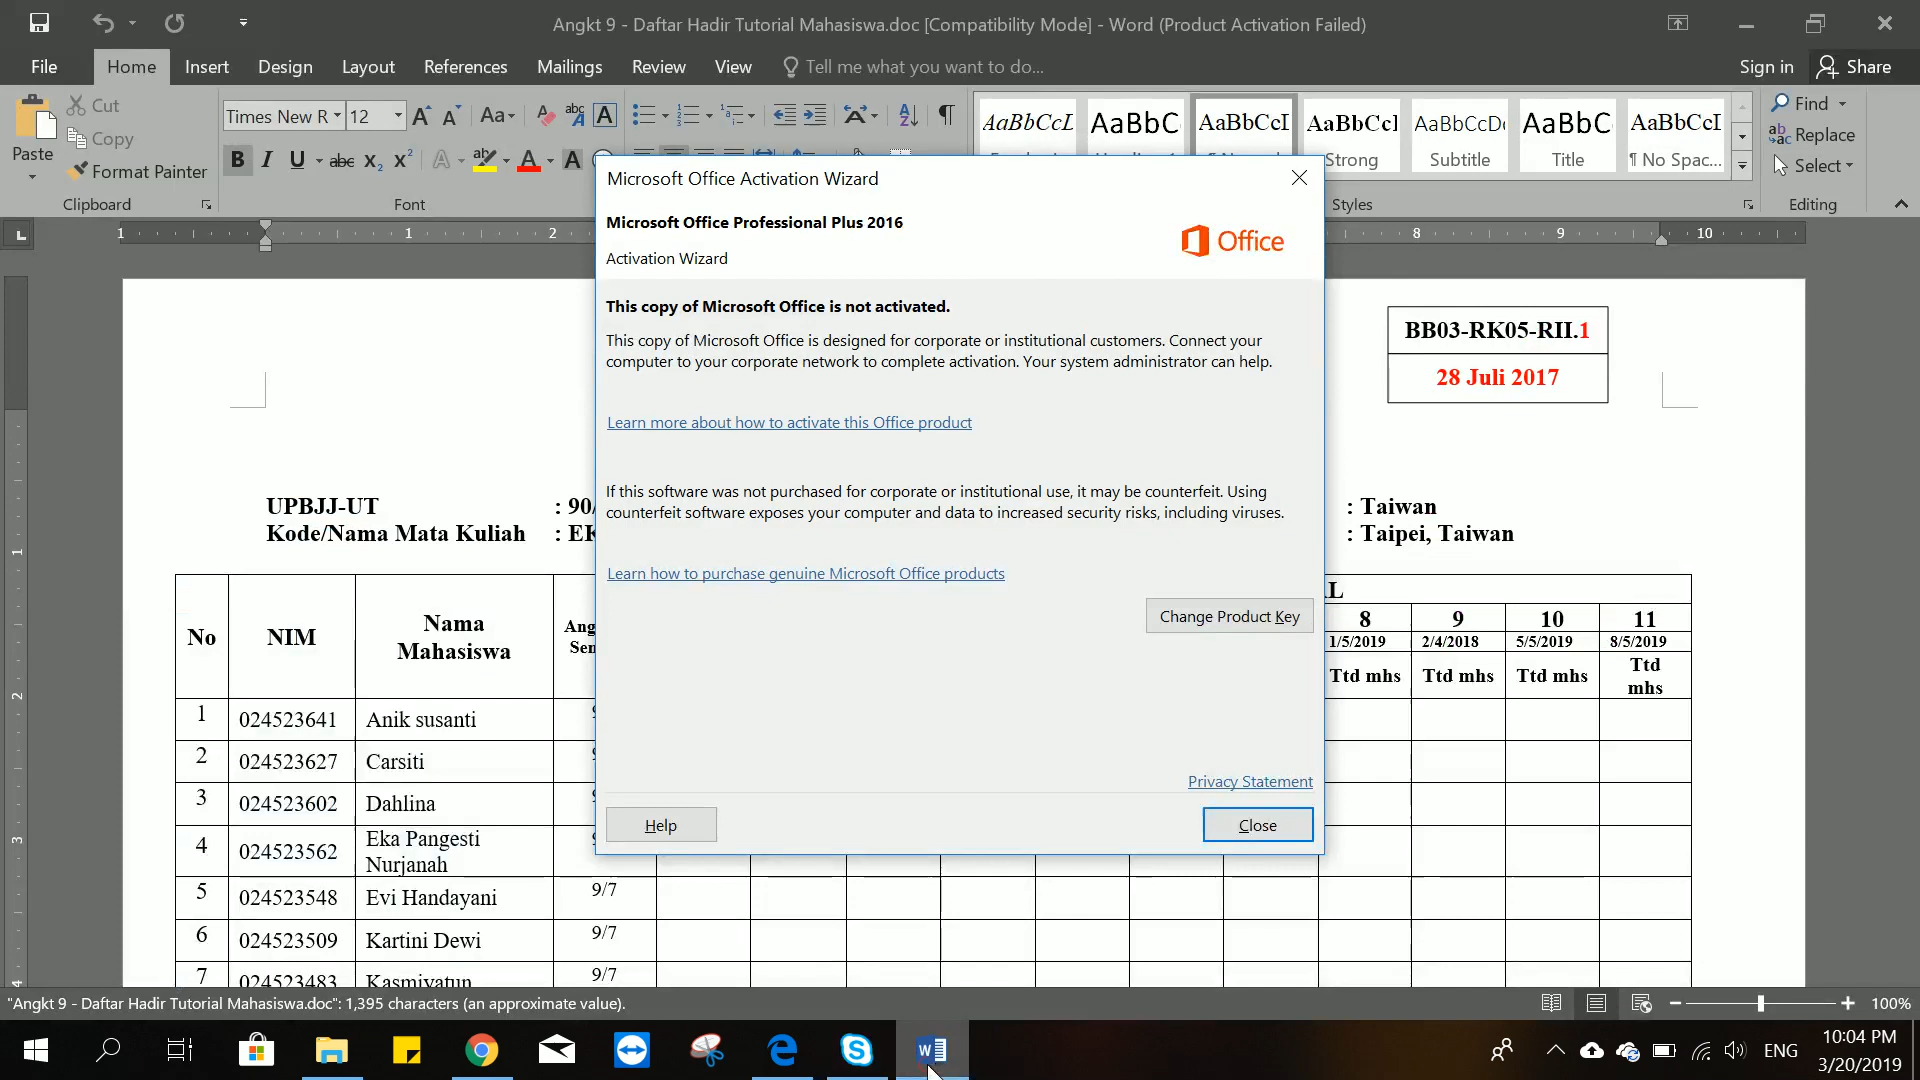 Angkt 9 - Daftar Hadir Tutorial Mahasiswa.doc [Compatibility Mode] - Word (Product Activation Failed)
File Home Insert Design Layout References Mailings Review View Tell me what you want to do... Sign in Share
Paste
Cut
Copy
Format Painter
Clipboard
Times New R 12
Font
AaBbCcL AaBbC AaBbCcI AaBbCcI AaBbCcD AaBbC AaBbCcI
Strong Subtitle Title ¶ No Spac...
Styles
Find
Replace
Select
Editing
1 1 2 8 9 10
Microsoft Office Activation Wizard
Microsoft Office Professional Plus 2016
Activation Wizard
Office
This copy of Microsoft Office is not activated.
This copy of Microsoft Office is designed for corporate or institutional customers. Connect your
computer to your corporate network to complete activation. Your system administrator can help.
Learn more about how to activate this Office product
If this software was not purchased for corporate or institutional use, it may be counterfeit. Using
counterfeit software exposes your computer and data to increased security risks, including viruses.
Learn how to purchase genuine Microsoft Office products
Change Product Key
Privacy Statement
Help
Close
BB03-RK05-RII.1
28 Juli 2017
UPBJJ-UT : 90/ : Taiwan
Kode/Nama Mata Kuliah : EK : Taipei, Taiwan
No NIM Nama Mahasiswa Ang Sen
8 9 10 11
1/5/2019 2/4/2018 5/5/2019 8/5/2019
Ttd mhs Ttd mhs Ttd mhs Ttd mhs
1 024523641 Anik susanti
2 024523627 Carsiti
3 024523602 Dahlina
4 024523562 Eka Pangesti Nurjanah
5 024523548 Evi Handayani 9/7
6 024523509 Kartini Dewi 9/7
7 024523483 Kasmiyatun 9/7
"Angkt 9 - Daftar Hadir Tutorial Mahasiswa.doc": 1,395 characters (an approximate value).
100%
ENG
10:04 PM
3/20/2019